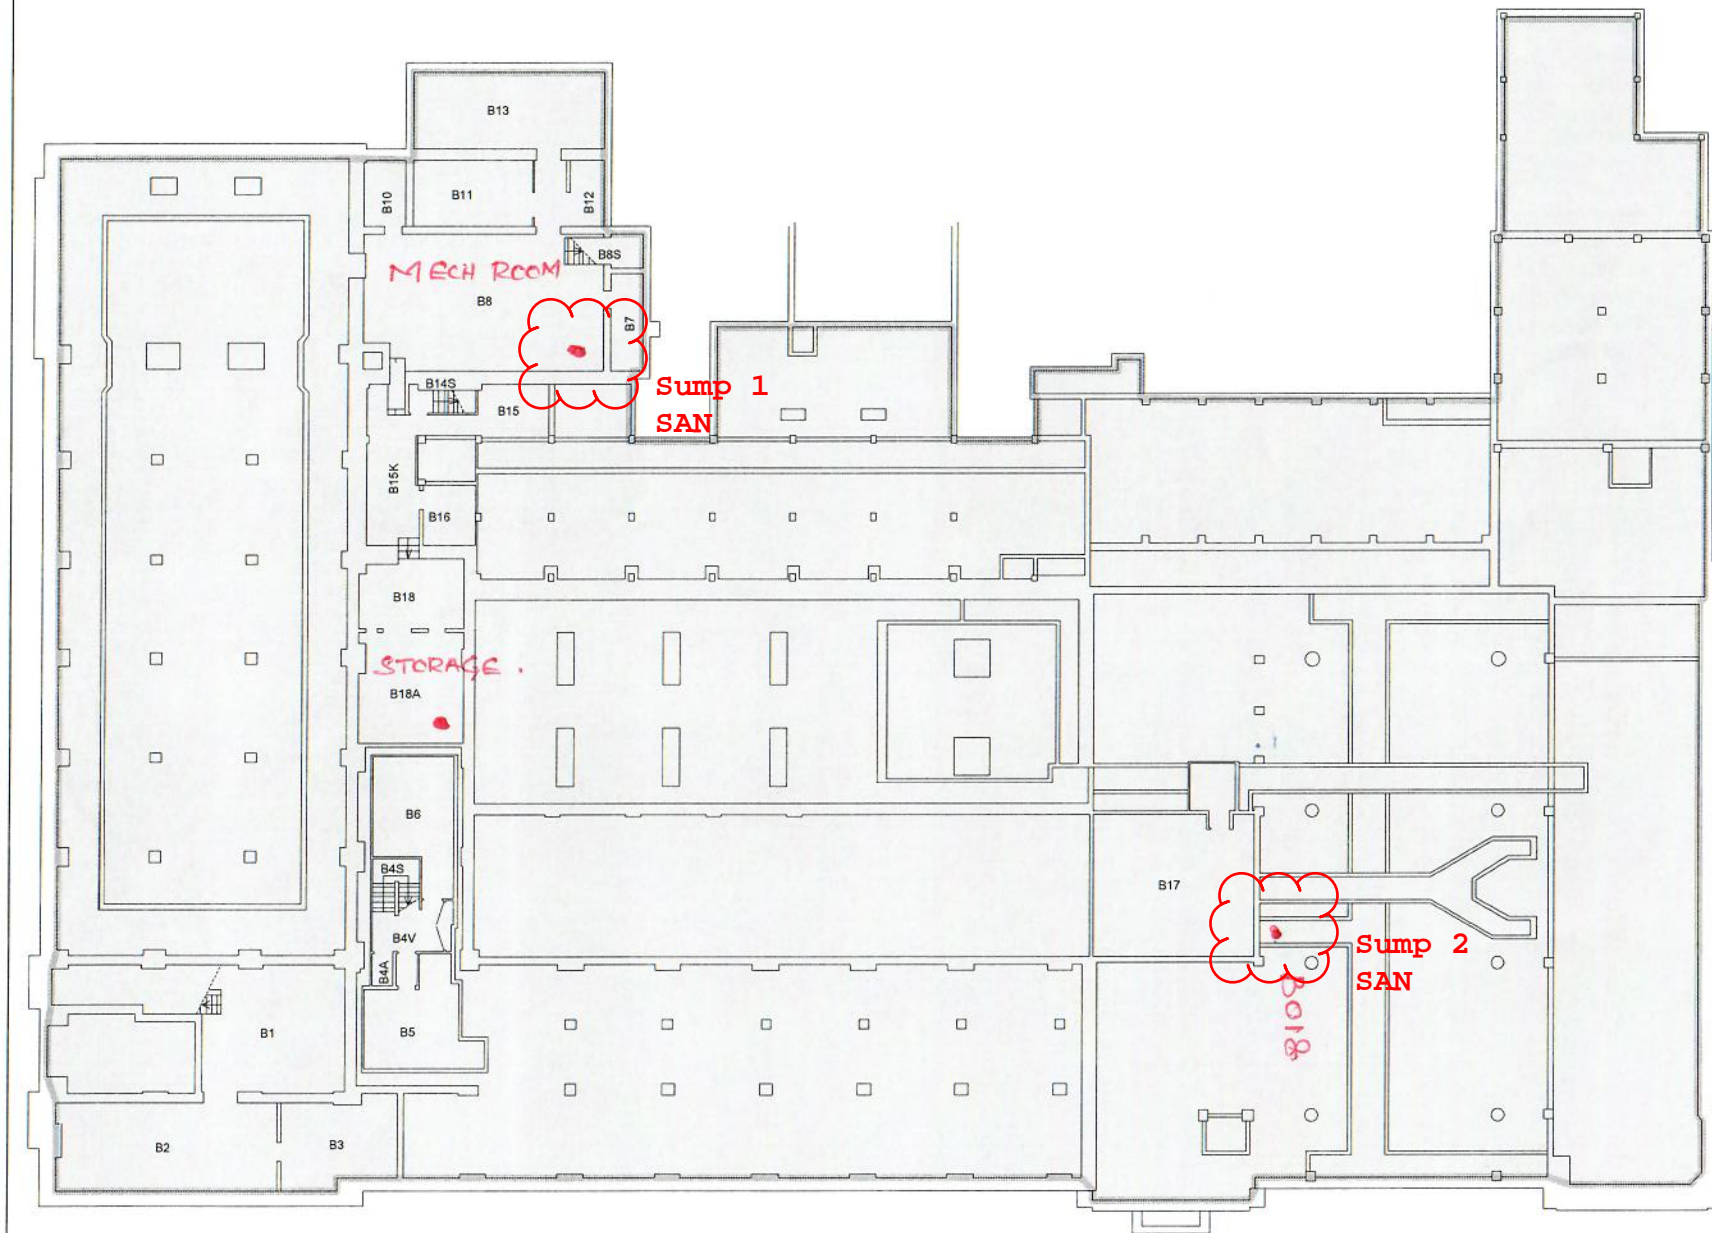 B13
B10
B11
B12
B8S
MECH ROOM
B8
B7
B14S
B15
Sump 1
SAN
B15K
B16
B18
STORAGE.
B18A
B6
B4S
B17
B4V
Sump 2
SAN
B4A
B018
B5
B1
B2
B3